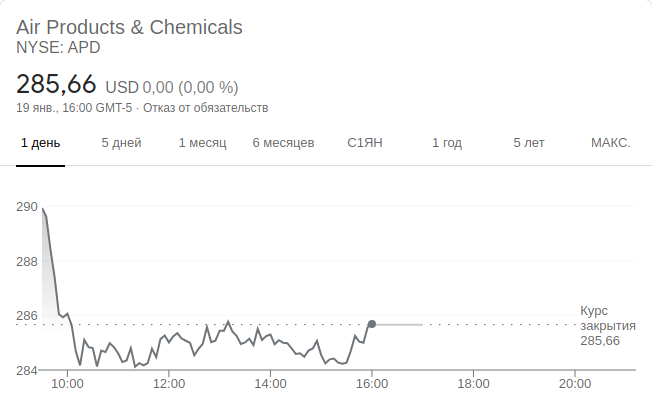 Air Products & Chemicals
NYSE: APD
285,66 USD 0,00 (0,00 %)
19 янв., 16:00 GMT-5 · Отказ от обязательств
1 день 5 дней 1 месяц 6 месяцев С1ЯН 1 год 5 лет МАКС.
290
288
286
Курс
закрытия
285,66
284
10:00 12:00 14:00 16:00 18:00 20:00